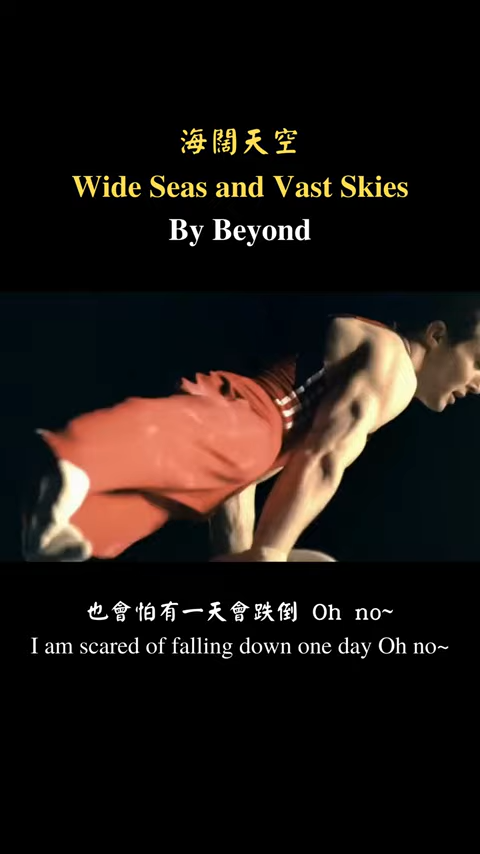 海闊天空
Wide Seas and Vast Skies
By Beyond
也會怕有一天會跌倒 Oh no~
I am scared of falling down one day Oh no~